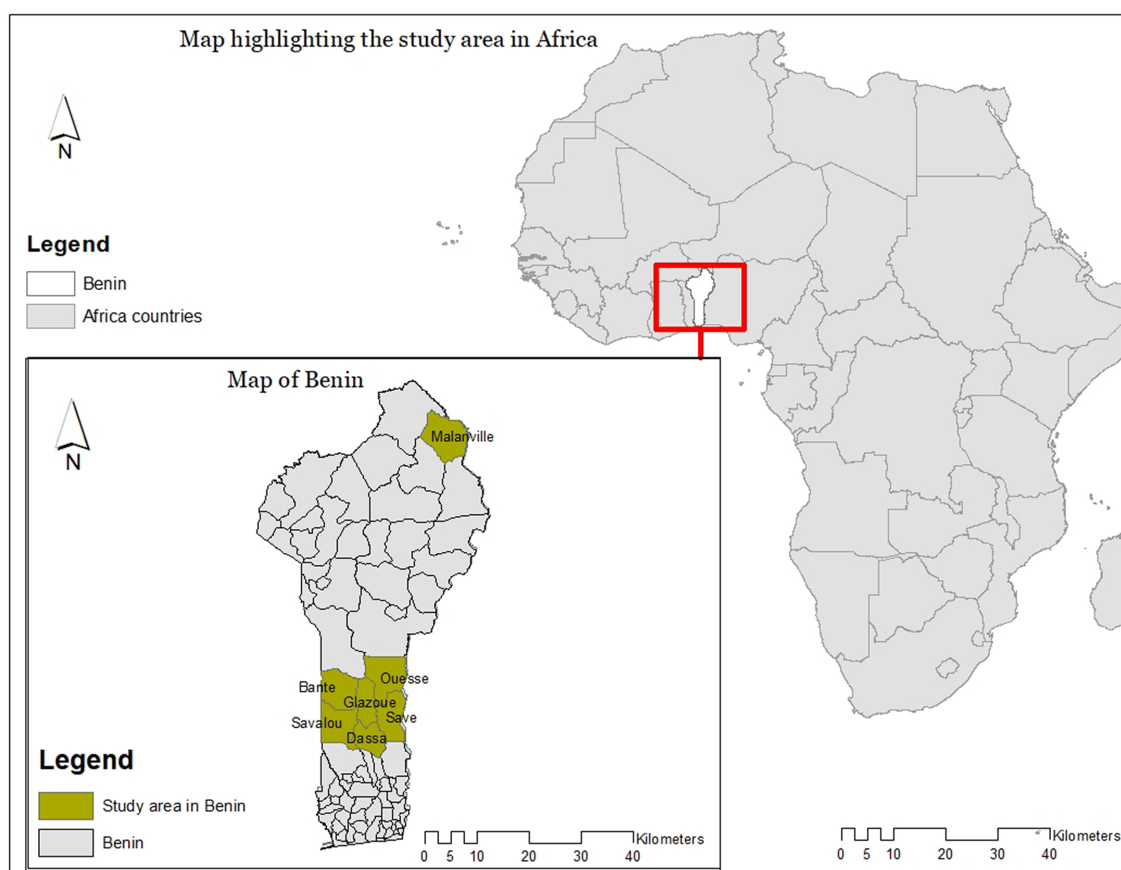 Map highlighting the study area in Africa
N
Legend
Benin
Africa countries
Map of Benin
N
Malanville
Ouesse
Bante
Glazoue
Savalou
Save
Dassa
Legend
Study area in Benin
Benin
Kilometers
0 5 10 20 30 40
Kilometers
0 5 10 20 30 40